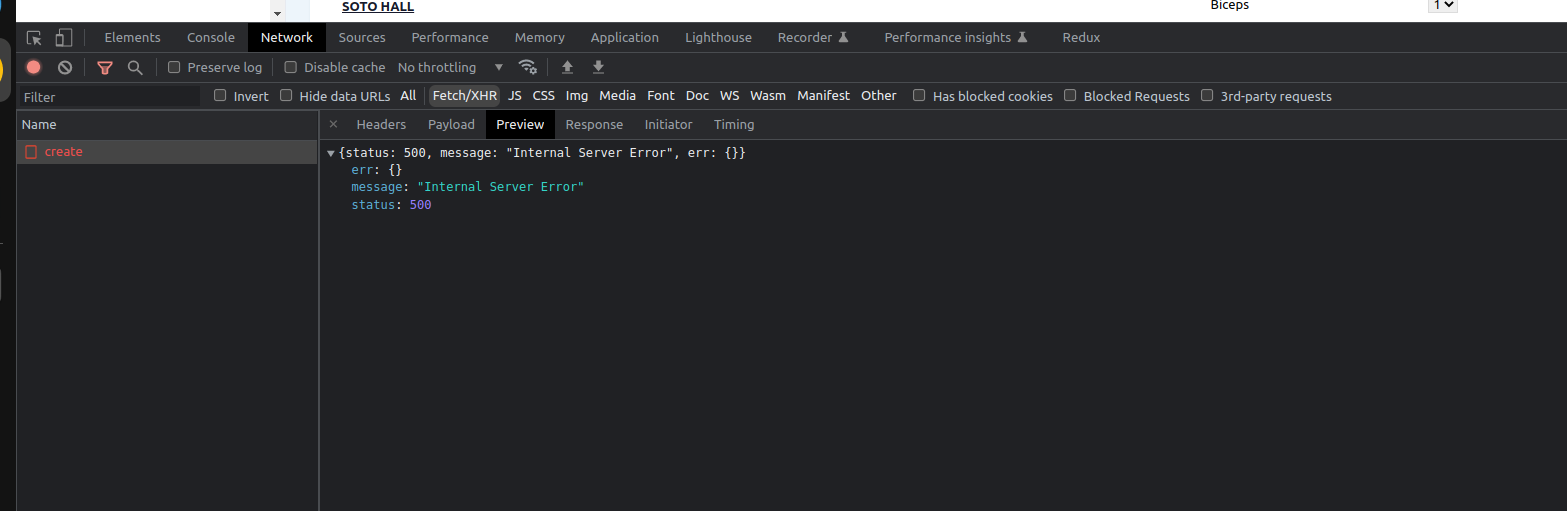 SOTO HALL
Biceps
1
Elements Console Network Sources Performance Memory Application Lighthouse Recorder Performance insights Redux
Preserve log Disable cache No throttling
Filter Invert Hide data URLs All Fetch/XHR JS CSS Img Media Font Doc WS Wasm Manifest Other Has blocked cookies Blocked Requests 3rd-party requests
Name × Headers Payload Preview Response Initiator Timing
create
{status: 500, message: "Internal Server Error", err: {}}
err: {}
message: "Internal Server Error"
status: 500